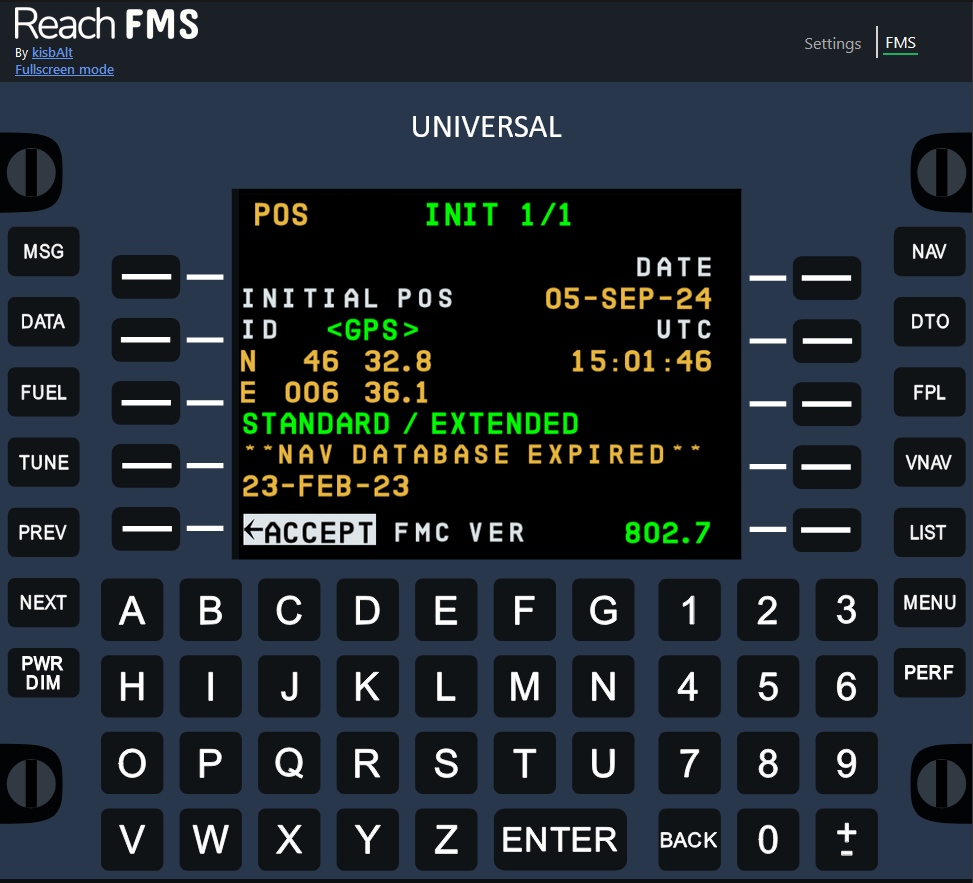 Reach FMS
By kisbAlt
Fullscreen mode
Settings
FMS
UNIVERSAL
POS INIT 1/1
DATE
INITIAL POS 05-SEP-24
ID <GPS> UTC
N 46 32.8 15:01:46
E 006 36.1
STANDARD / EXTENDED
**NAV DATABASE EXPIRED**
23-FEB-23
←ACCEPT FMC VER 802.7
MSG
DATA
FUEL
TUNE
PREV
NEXT
PWR
DIM
NAV
DTO
FPL
VNAV
LIST
MENU
PERF
A B C D E F G 1 2 3
H I J K L M N 4 5 6
O P Q R S T U 7 8 9
V W X Y Z ENTER BACK 0 ±